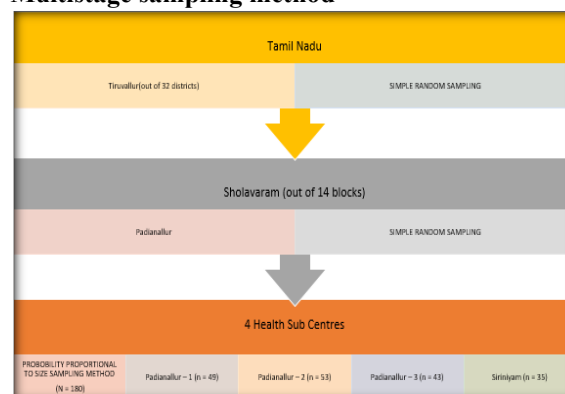 Multistage sampling method
Tamil Nadu
Tiruvallur(out of 32 districts)
SIMPLE RANDOM SAMPLING
Sholavaram (out of 14 blocks)
Padianallur
SIMPLE RANDOM SAMPLING
4 Health Sub Centres
PROBOBILITY PROPORTIONAL
TO SIZE SAMPLING METHOD
(N = 180)
Padianallur – 1 (n = 49)
Padianallur – 2 (n = 53)
Padianallur – 3 (n = 43)
Siriniyam (n = 35)